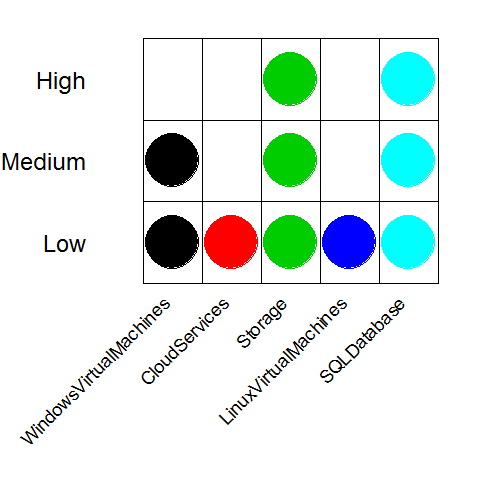 High
Medium
Low
WindowsVirtualMachines
CloudServices
Storage
LinuxVirtualMachines
SQLDatabase